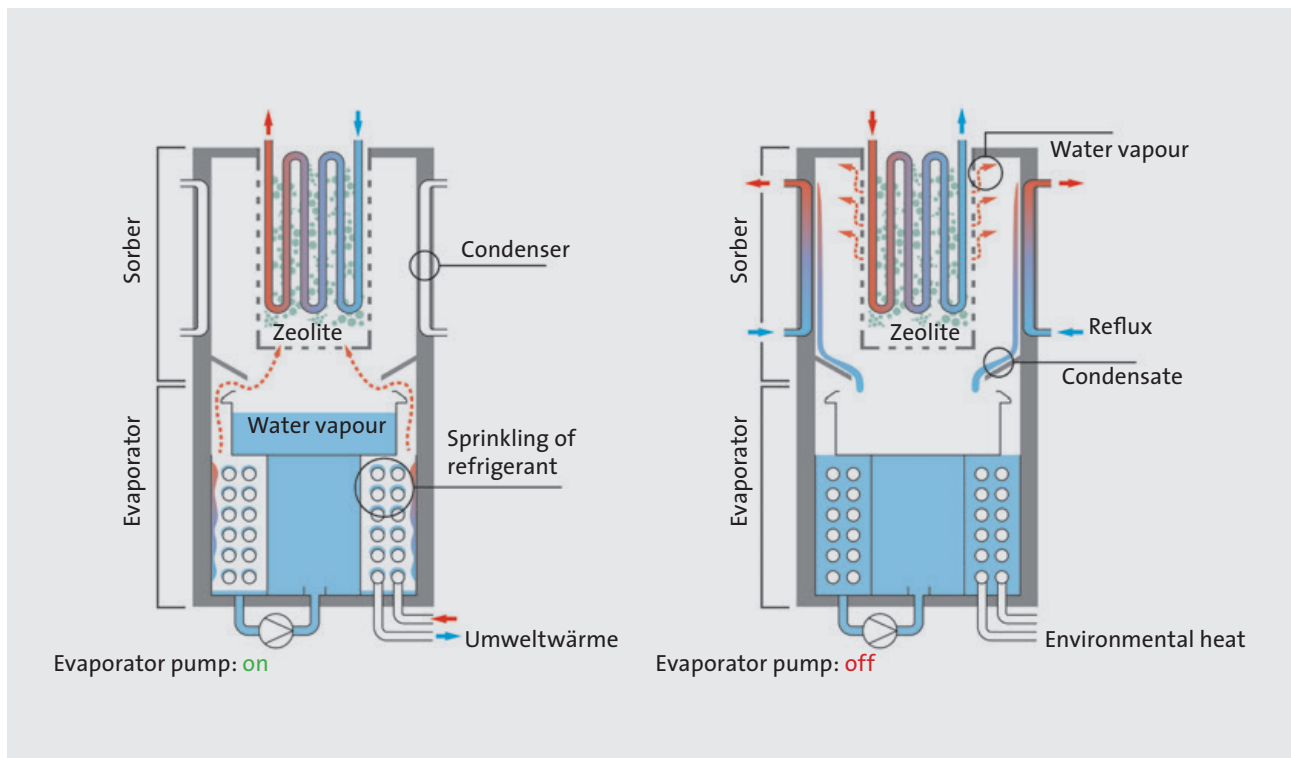 Sorber
Condenser
Zeolite
Evaporator
Water vapour
Sprinkling of
refrigerant
Umweltwärme
Evaporator pump: on
Water vapour
Sorber
Zeolite
Reflux
Condensate
Evaporator
Environmental heat
Evaporator pump: off